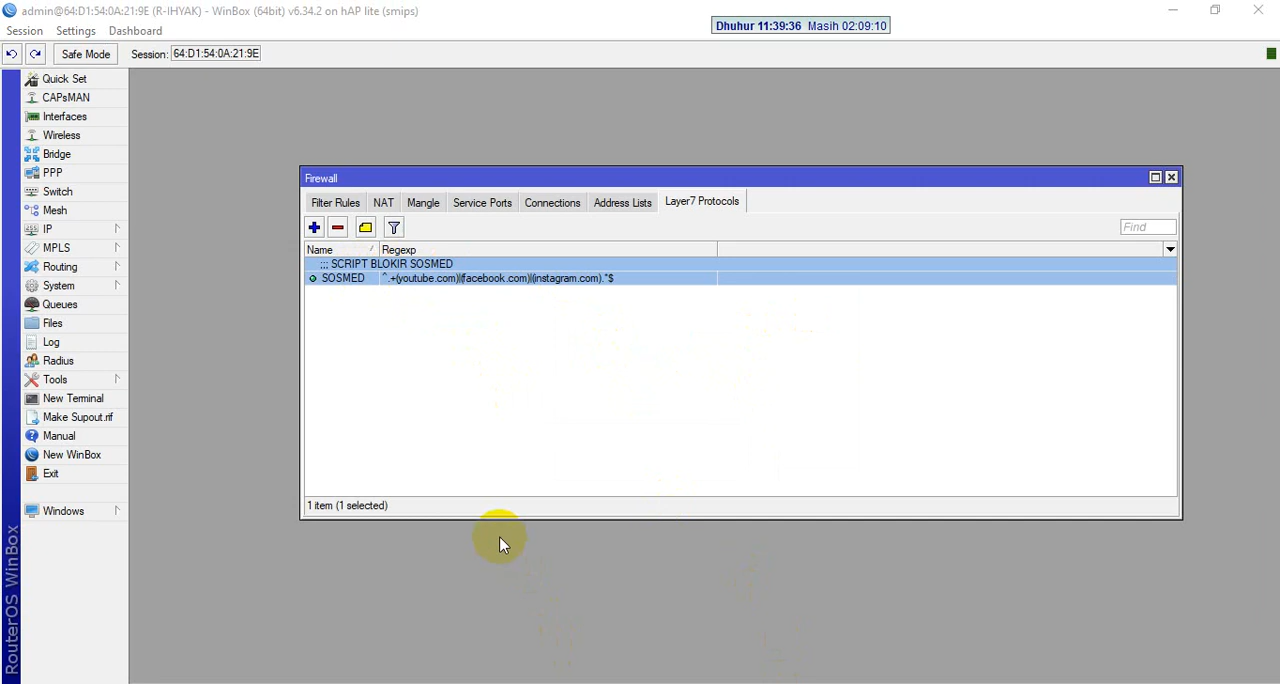 admin@64:D1:54:0A:21:9E (R-IHYAK) - WinBox (64bit) v6.34.2 on hAP lite (smips)
Dhuhur 11:39:36 Masih 02:09:10
Session Settings Dashboard
Safe Mode Session: 64:D1:54:0A:21:9E
Quick Set
CAPsMAN
Interfaces
Wireless
Bridge
PPP
Switch
Mesh
IP
MPLS
Routing
System
Queues
Files
Log
Radius
Tools
New Terminal
Make Supout.rif
Manual
New WinBox
Exit
Windows
RouterOS WinBox
Firewall
Filter Rules NAT Mangle Service Ports Connections Address Lists Layer7 Protocols
Find
Name Regexp
;;; SCRIPT BLOKIR SOSMED
SOSMED ^.+(youtube.com)|(facebook.com)|(instagram.com).*$
1 item (1 selected)